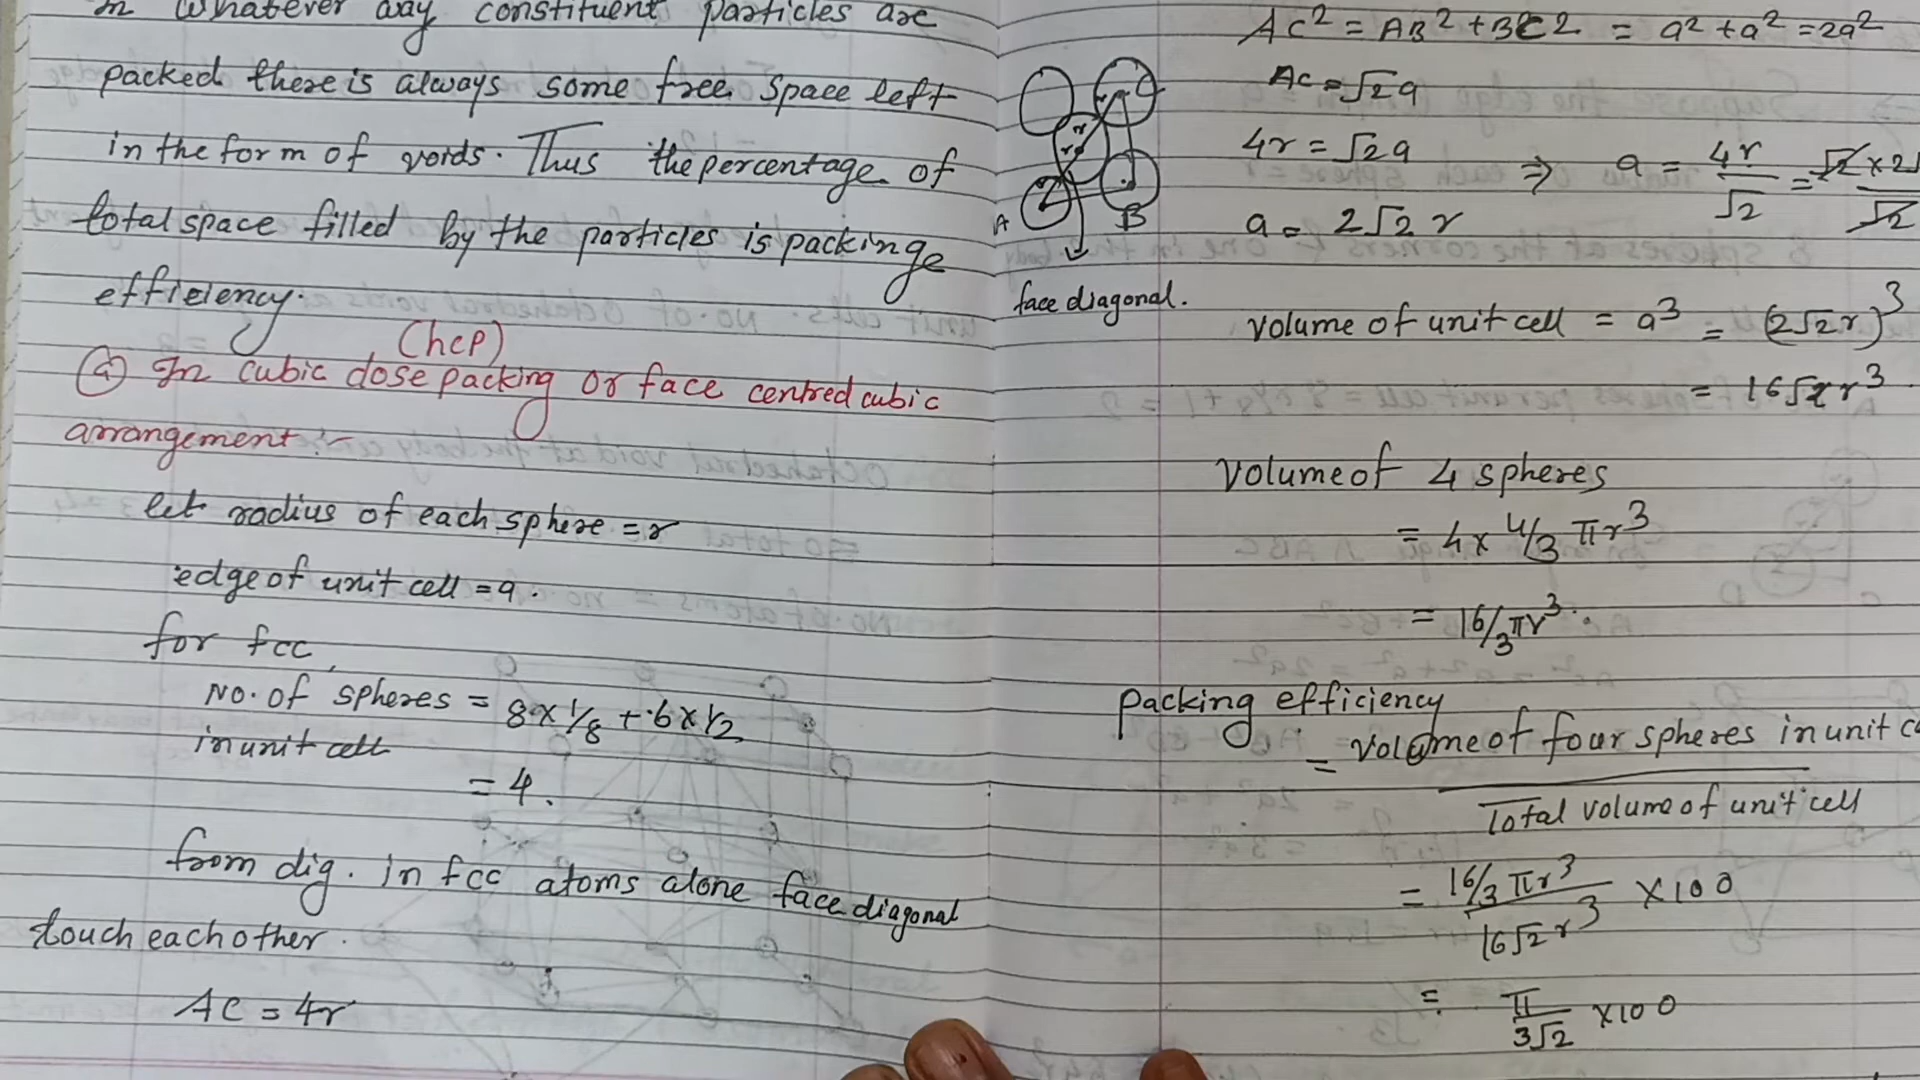 In whatever way constituent particles are
packed there is always some free space left
in the form of voids. Thus the percentage of
total space filled by the particles is packing
efficiency.
(hcp)
(a) In cubic close packing or face centred cubic
arrangement :-
let radius of each sphere = r
edge of unit cell = a.
for fcc,
No. of spheres = 8 × 1/8 + 6 × 1/2
in unit cell
= 4.
from dig. in fcc atoms alone face diagonal
touch each other.
AC = 4r
AC² = AB² + BC² = a² + a² = 2a²
AC = √2a
4r = √2a ⇒ a = 4r/√2 = √2 × 2√
√2
a = 2√2 r
C
r
r
A
B
face diagonal.
volume of unit cell = a³ = (2√2r)³
= 16√2r³.
volume of 4 spheres
= 4 × 4/3 πr³
= 16/3 πr³.
packing efficiency
= volume of four spheres in unit c
Total volume of unit cell
= 16/3 πr³ × 100
16√2 r³
= π/3√2 × 100